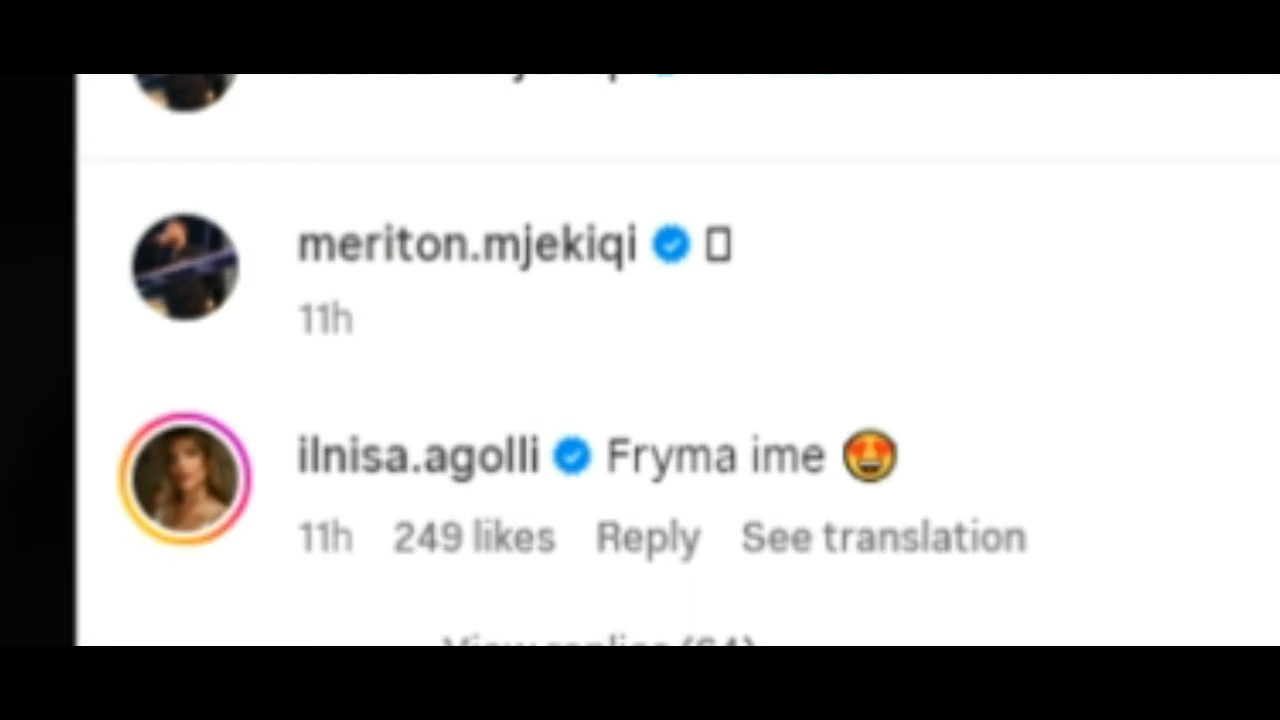 meriton.mjekiqi
11h
ilnisa.agolli Fryma ime 😍
11h 249 likes Reply See translation